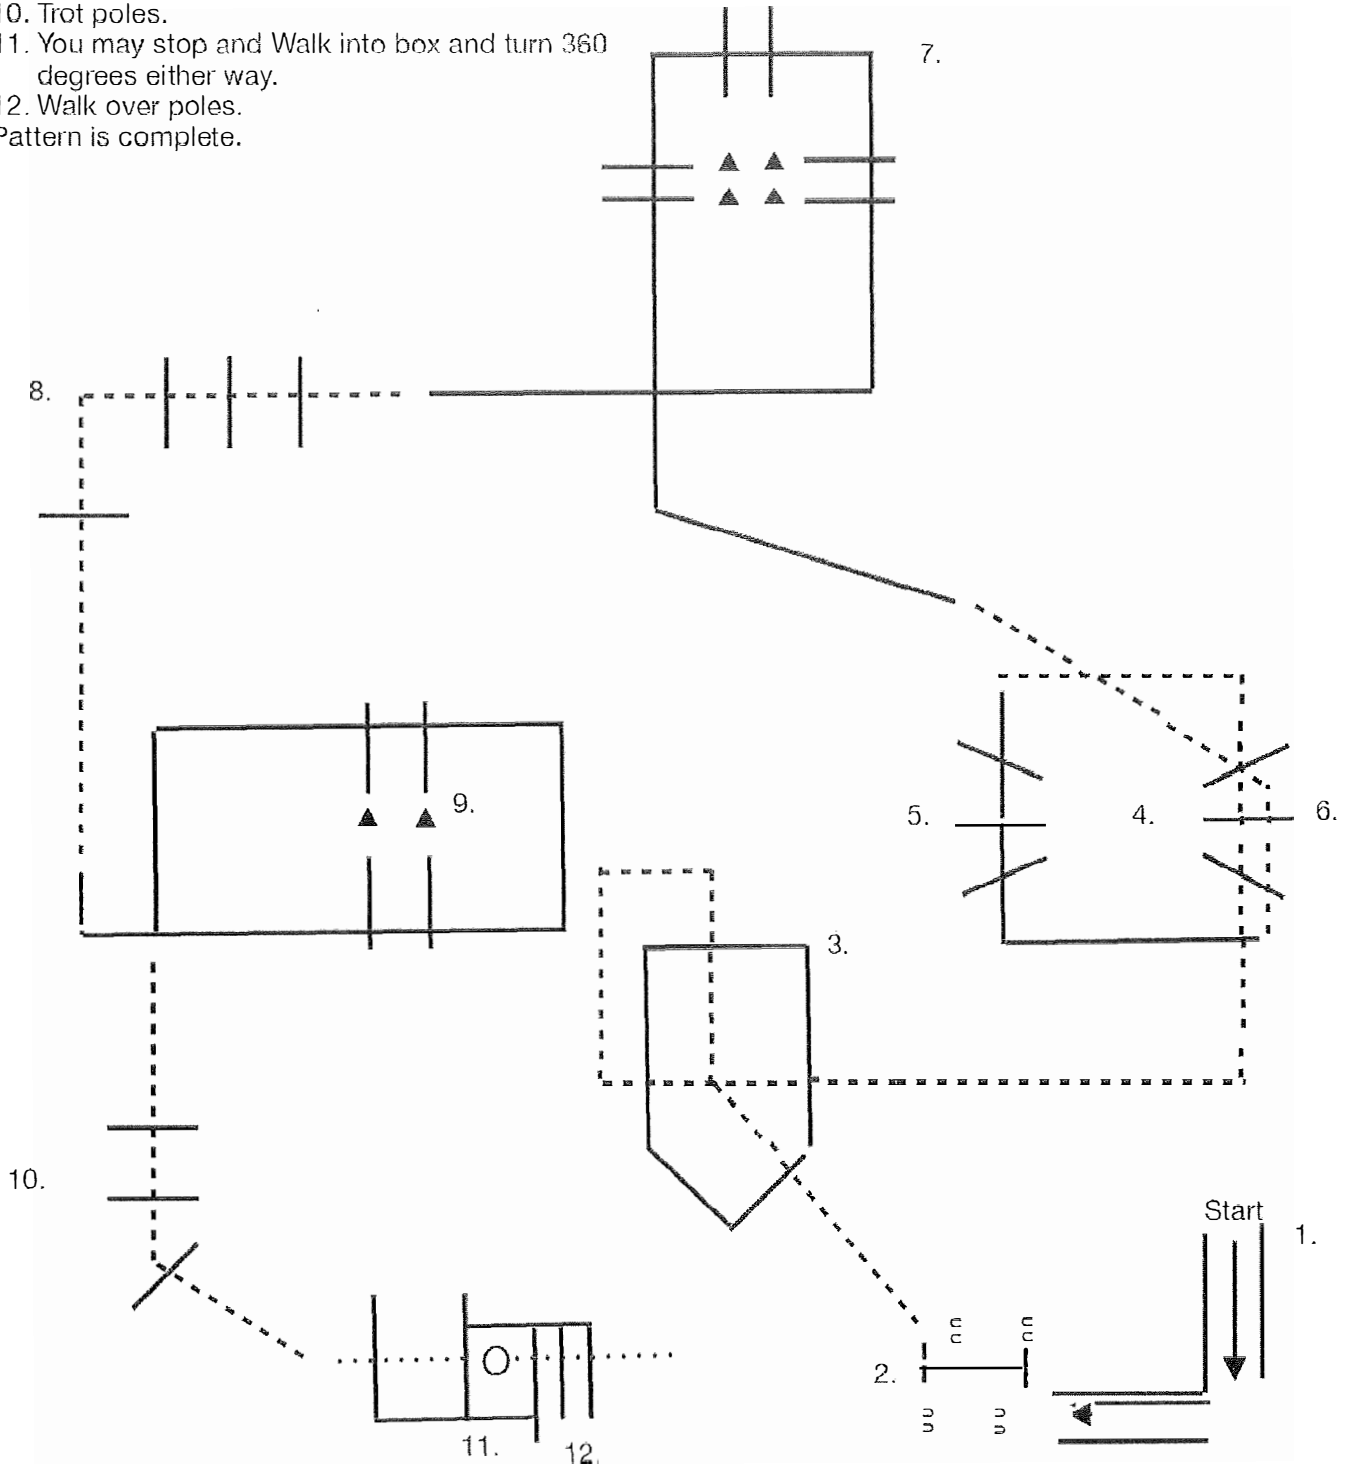 10. Trot poles.
11. You may stop and Walk into box and turn 360
degrees either way.
12. Walk over poles.
Pattern is complete.
7.
8.
9.
5.
4.
6.
3.
10.
Start
1.
2.
11.
12.